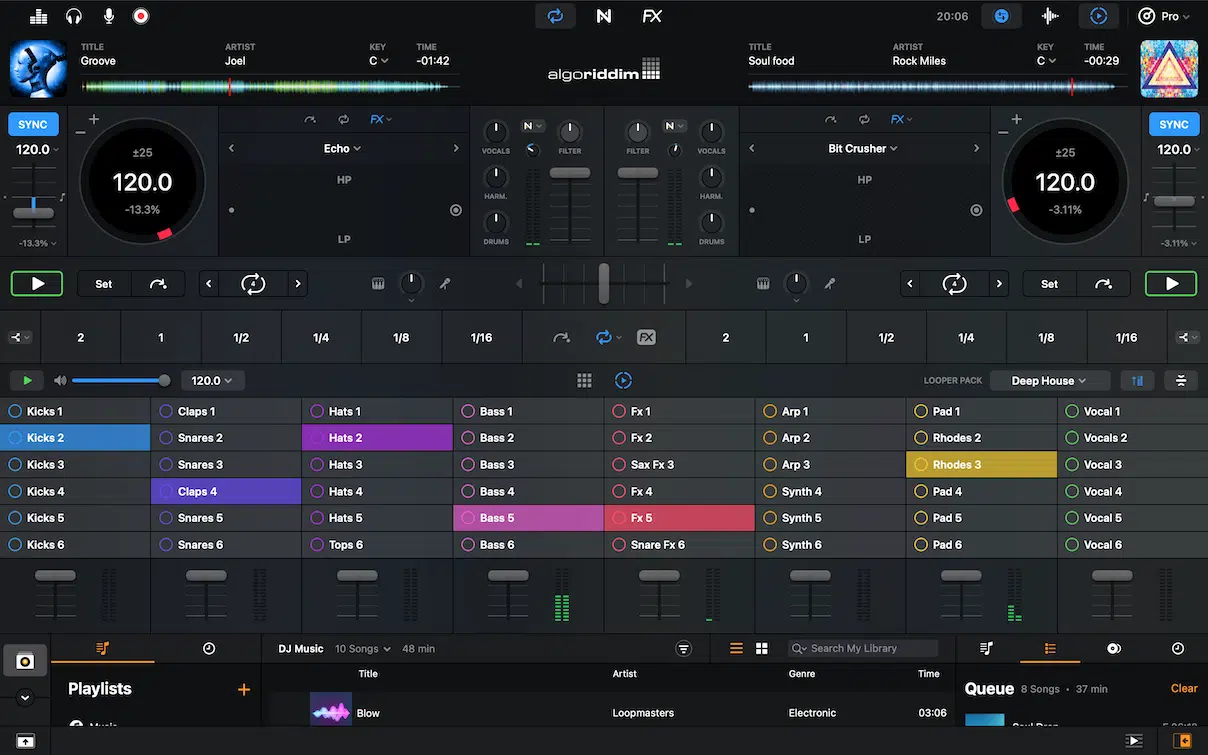 FX 20:06 Pro
TITLE ARTIST KEY TIME TITLE ARTIST KEY TIME
Groove Joel C -01:42 Soul food Rock Miles C -00:29
algoriddim
SYNC FX N N FX SYNC
120.0 ±25 Echo VOCALS FILTER FILTER VOCALS Bit Crusher ±25 120.0
120.0 HP HARM. HARM. HP 120.0
-13.3% -3.11%
-13.3% LP DRUMS DRUMS LP -3.11%
Set 4 4 Set
2 1 1/2 1/4 1/8 1/16 FX 2 1 1/2 1/4 1/8 1/16
120.0 LOOPER PACK Deep House
Kicks 1 Claps 1 Hats 1 Bass 1 Fx 1 Arp 1 Pad 1 Vocal 1
Kicks 2 Snares 2 Hats 2 Bass 2 Fx 2 Arp 2 Rhodes 2 Vocals 2
Kicks 3 Snares 3 Hats 3 Bass 3 Sax Fx 3 Arp 3 Rhodes 3 Vocal 3
Kicks 4 Claps 4 Hats 4 Bass 4 Fx 4 Synth 4 Pad 4 Vocal 4
Kicks 5 Snares 5 Hats 5 Bass 5 Fx 5 Synth 5 Pad 5 Vocal 5
Kicks 6 Snares 6 Tops 6 Bass 6 Snare Fx 6 Synth 6 Pad 6 Vocal 6
DJ Music 10 Songs 48 min Search My Library
Title Artist Genre Time
Playlists Queue 8 Songs • 37 min Clear
Blow Loopmasters Electronic 03:06
Music Soul Drop